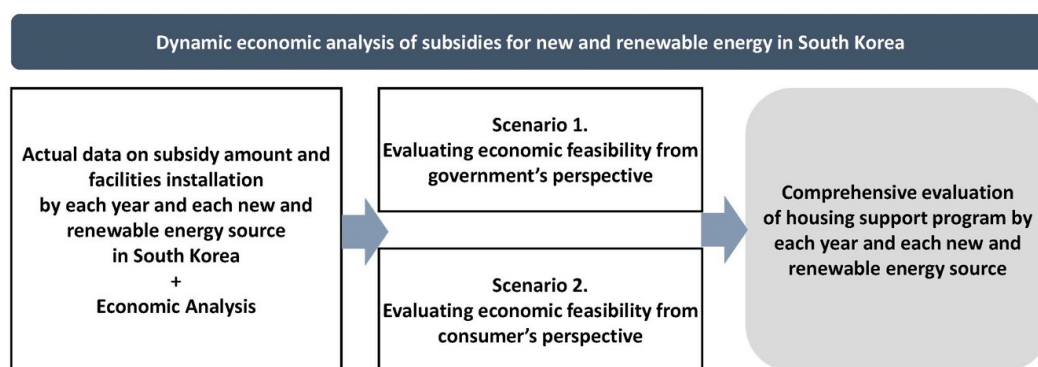 Dynamic economic analysis of subsidies for new and renewable energy in South Korea
Actual data on subsidy amount and
facilities installation
by each year and each new and
renewable energy source
in South Korea
+
Economic Analysis
Scenario 1.
Evaluating economic feasibility from
government’s perspective
Scenario 2.
Evaluating economic feasibility from
consumer’s perspective
Comprehensive evaluation
of housing support program by
each year and each new and
renewable energy source